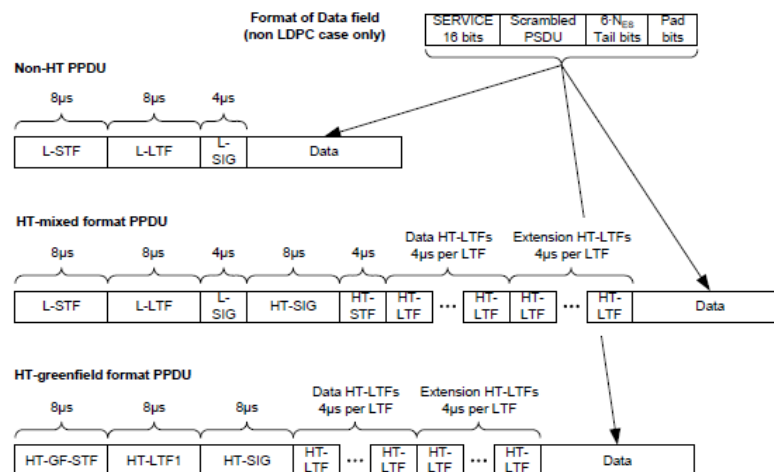 Format of Data field
(non LDPC case only)
SERVICE
16 bits
Scrambled
PSDU
6·NES
Tail bits
Pad
bits
Non-HT PPDU
8µs 8µs 4µs
L-STF L-LTF L-
SIG Data
HT-mixed format PPDU
8µs 8µs 4µs 8µs 4µs
Data HT-LTFs
4µs per LTF
Extension HT-LTFs
4µs per LTF
L-STF L-LTF L-
SIG HT-SIG HT-
STF HT-
LTF ... HT-
LTF HT-
LTF ... HT-
LTF Data
HT-greenfield format PPDU
8µs 8µs 8µs
Data HT-LTFs
4µs per LTF
Extension HT-LTFs
4µs per LTF
HT-GF-STF HT-LTF1 HT-SIG HT-
LTF ... HT-
LTF HT-
LTF ... HT-
LTF Data